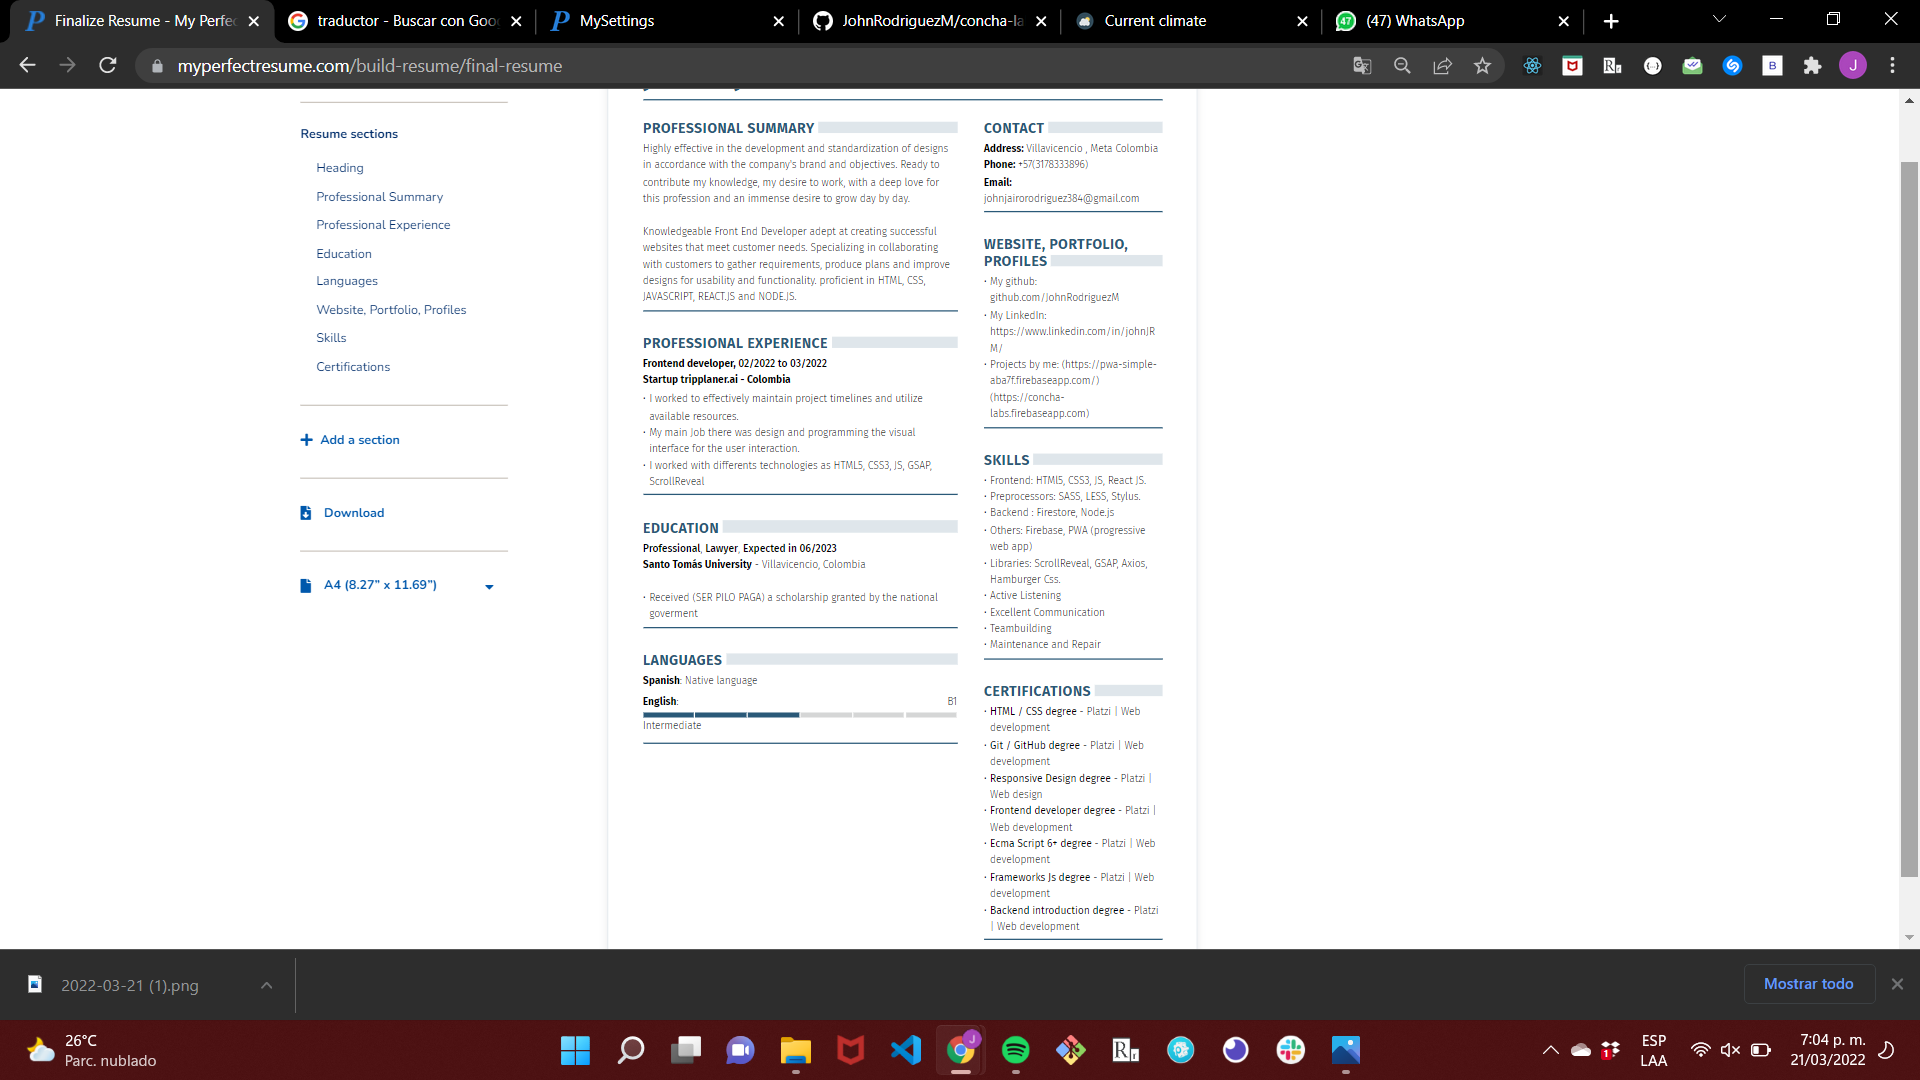 Finalize Resume - My Perfec
traductor - Buscar con Goo
MySettings
JohnRodriguezM/concha-la
Current climate
(47) WhatsApp
myperfectresume.com/build-resume/final-resume
Resume sections
Heading
Professional Summary
Professional Experience
Education
Languages
Website, Portfolio, Profiles
Skills
Certifications
Add a section
Download
A4 (8.27” x 11.69”)
PROFESSIONAL SUMMARY
Highly effective in the development and standardization of designs
in accordance with the company's brand and objectives. Ready to
contribute my knowledge, my desire to work, with a deep love for
this profession and an immense desire to grow day by day.
Knowledgeable Front End Developer adept at creating successful
websites that meet customer needs. Specializing in collaborating
with customers to gather requirements, produce plans and improve
designs for usability and functionality. proficient in HTML, CSS,
JAVASCRIPT, REACT.JS and NODE.JS.
PROFESSIONAL EXPERIENCE
Frontend developer, 02/2022 to 03/2022
Startup tripplaner.ai - Colombia
• I worked to effectively maintain project timelines and utilize
available resources.
• My main Job there was design and programming the visual
interface for the user interaction.
• I worked with differents technologies as HTML5, CSS3, JS, GSAP,
ScrollReveal
EDUCATION
Professional, Lawyer, Expected in 06/2023
Santo Tomás University - Villavicencio, Colombia
• Received (SER PILO PAGA) a scholarship granted by the national
goverment
LANGUAGES
Spanish: Native language
English: B1
Intermediate
CONTACT
Address: Villavicencio , Meta Colombia
Phone: +57(3178333896)
Email:
johnjairorodriguez384@gmail.com
WEBSITE, PORTFOLIO,
PROFILES
• My github:
github.com/JohnRodriguezM
• My LinkedIn:
https://www.linkedin.com/in/johnJR
M/
• Projects by me: (https://pwa-simple-
aba7f.firebaseapp.com/)
(https://concha-
labs.firebaseapp.com)
SKILLS
• Frontend: HTMl5, CSS3, JS, React JS.
• Preprocessors: SASS, LESS, Stylus.
• Backend : Firestore, Node.js
• Others: Firebase, PWA (progressive
web app)
• Libraries: ScrollReveal, GSAP, Axios,
Hamburger Css.
• Active Listening
• Excellent Communication
• Teambuilding
• Maintenance and Repair
CERTIFICATIONS
• HTML / CSS degree - Platzi | Web
development
• Git / GitHub degree - Platzi | Web
development
• Responsive Design degree - Platzi |
Web design
• Frontend developer degree - Platzi |
Web development
• Ecma Script 6+ degree - Platzi | Web
development
• Frameworks Js degree - Platzi | Web
development
• Backend introduction degree - Platzi
| Web development
2022-03-21 (1).png
Mostrar todo
26°C
Parc. nublado
ESP
LAA
7:04 p. m.
21/03/2022